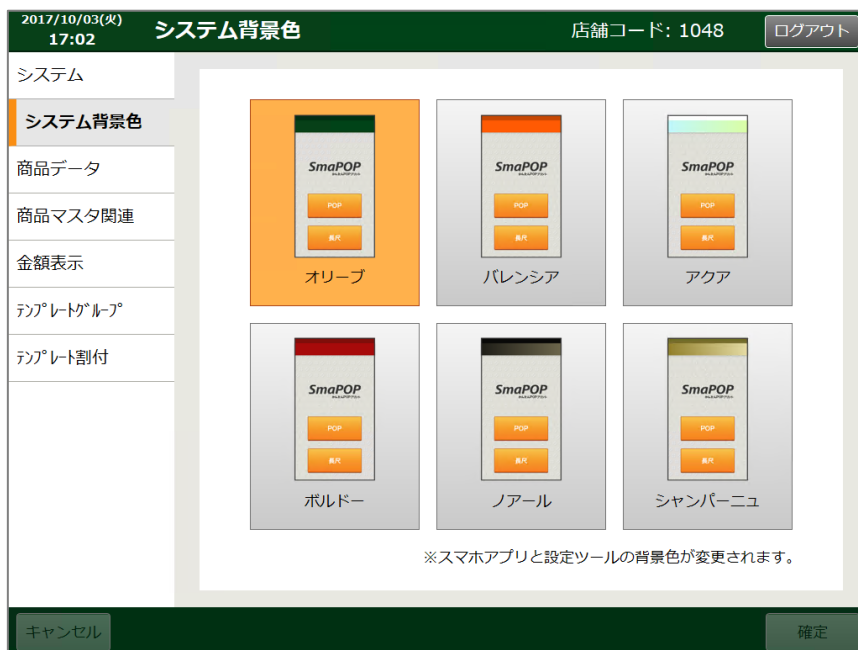 2017/10/03(火)
17:02
システム背景色
店舗コード: 1048
ログアウト
システム
システム背景色
商品データ
商品マスタ関連
金額表示
ﾃﾝﾌﾟﾚｰﾄｸﾞﾙｰﾌﾟ
ﾃﾝﾌﾟﾚｰﾄ割付
SmaPOP
POP
長尺
オリーブ
SmaPOP
POP
長尺
バレンシア
SmaPOP
POP
長尺
アクア
SmaPOP
POP
長尺
ボルドー
SmaPOP
POP
長尺
ノアール
SmaPOP
POP
長尺
シャンパーニュ
※スマホアプリと設定ツールの背景色が変更されます。
キャンセル
確定